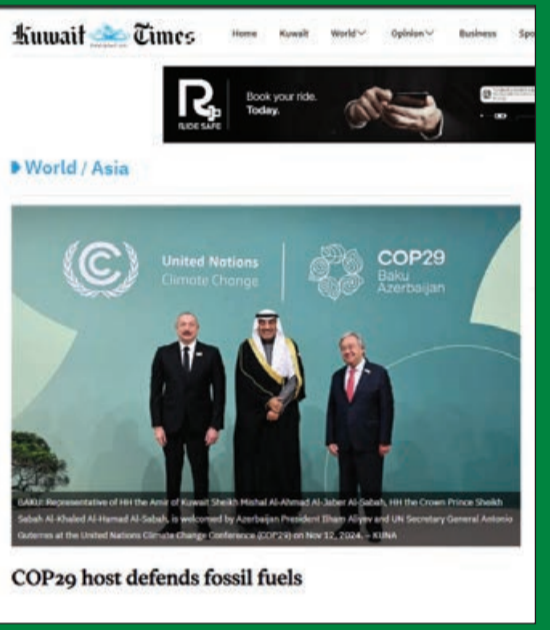 Kuwait Times
Home Kuwait World Opinion Business Spo
R
RIDE SAFE
Book your ride.
Today.
World / Asia
United Nations
Climate Change
COP29
Baku
Azerbaijan
BAKU: Representative of HH the Amir of Kuwait Sheikh Mishal Al-Ahmad Al-Jaber Al-Sabah, HH the Crown Prince Sheikh
Sabah Al-Khaled Al-Hamad Al-Sabah, is welcomed by Azerbaijan President Ilham Aliyev and UN Secretary General Antonio
Guterres at the United Nations Climate Change Conference (COP29) on Nov 12, 2024. – KUNA
COP29 host defends fossil fuels